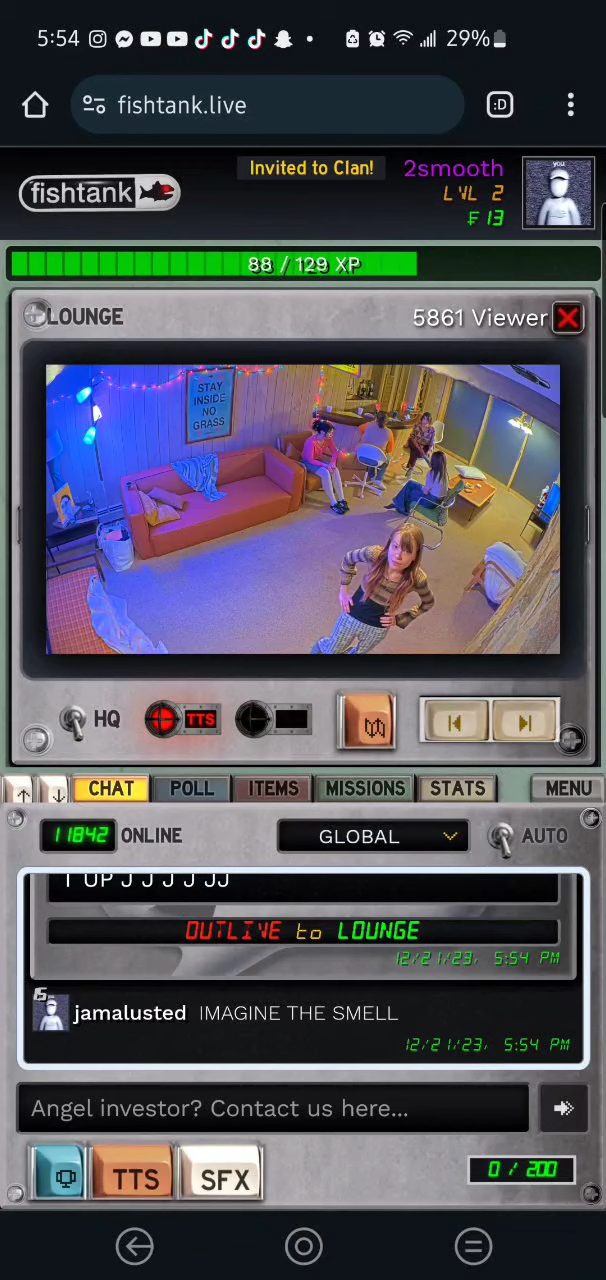 5:54
29%
fishtank.live
:D
fishtank
Invited to Clan!
2smooth
you
LVL 2
₣ 13
88 / 129 XP
LOUNGE
5861 Viewer
STAY
INSIDE
NO
GRASS
HQ
TTS
CHAT
POLL
ITEMS
MISSIONS
STATS
MENU
11842 ONLINE
GLOBAL
AUTO
T UP J J J J JJ
OUTLIVE to LOUNGE
12/21/23, 5:54 PM
6
jamalusted IMAGINE THE SMELL
12/21/23, 5:54 PM
Angel investor? Contact us here...
TTS
SFX
0 / 200